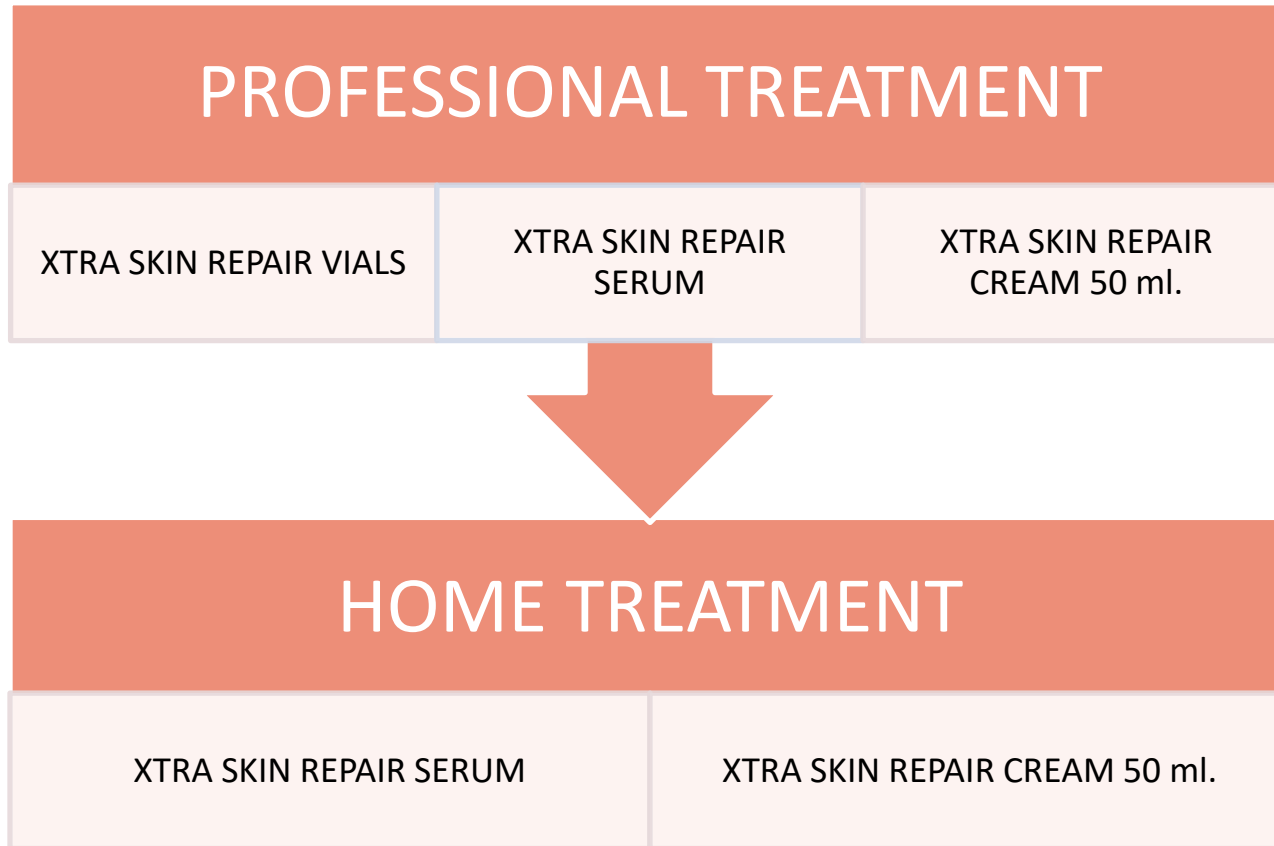 PROFESSIONAL TREATMENT
XTRA SKIN REPAIR VIALS
XTRA SKIN REPAIR
SERUM
XTRA SKIN REPAIR
CREAM 50 ml.
HOME TREATMENT
XTRA SKIN REPAIR SERUM
XTRA SKIN REPAIR CREAM 50 ml.